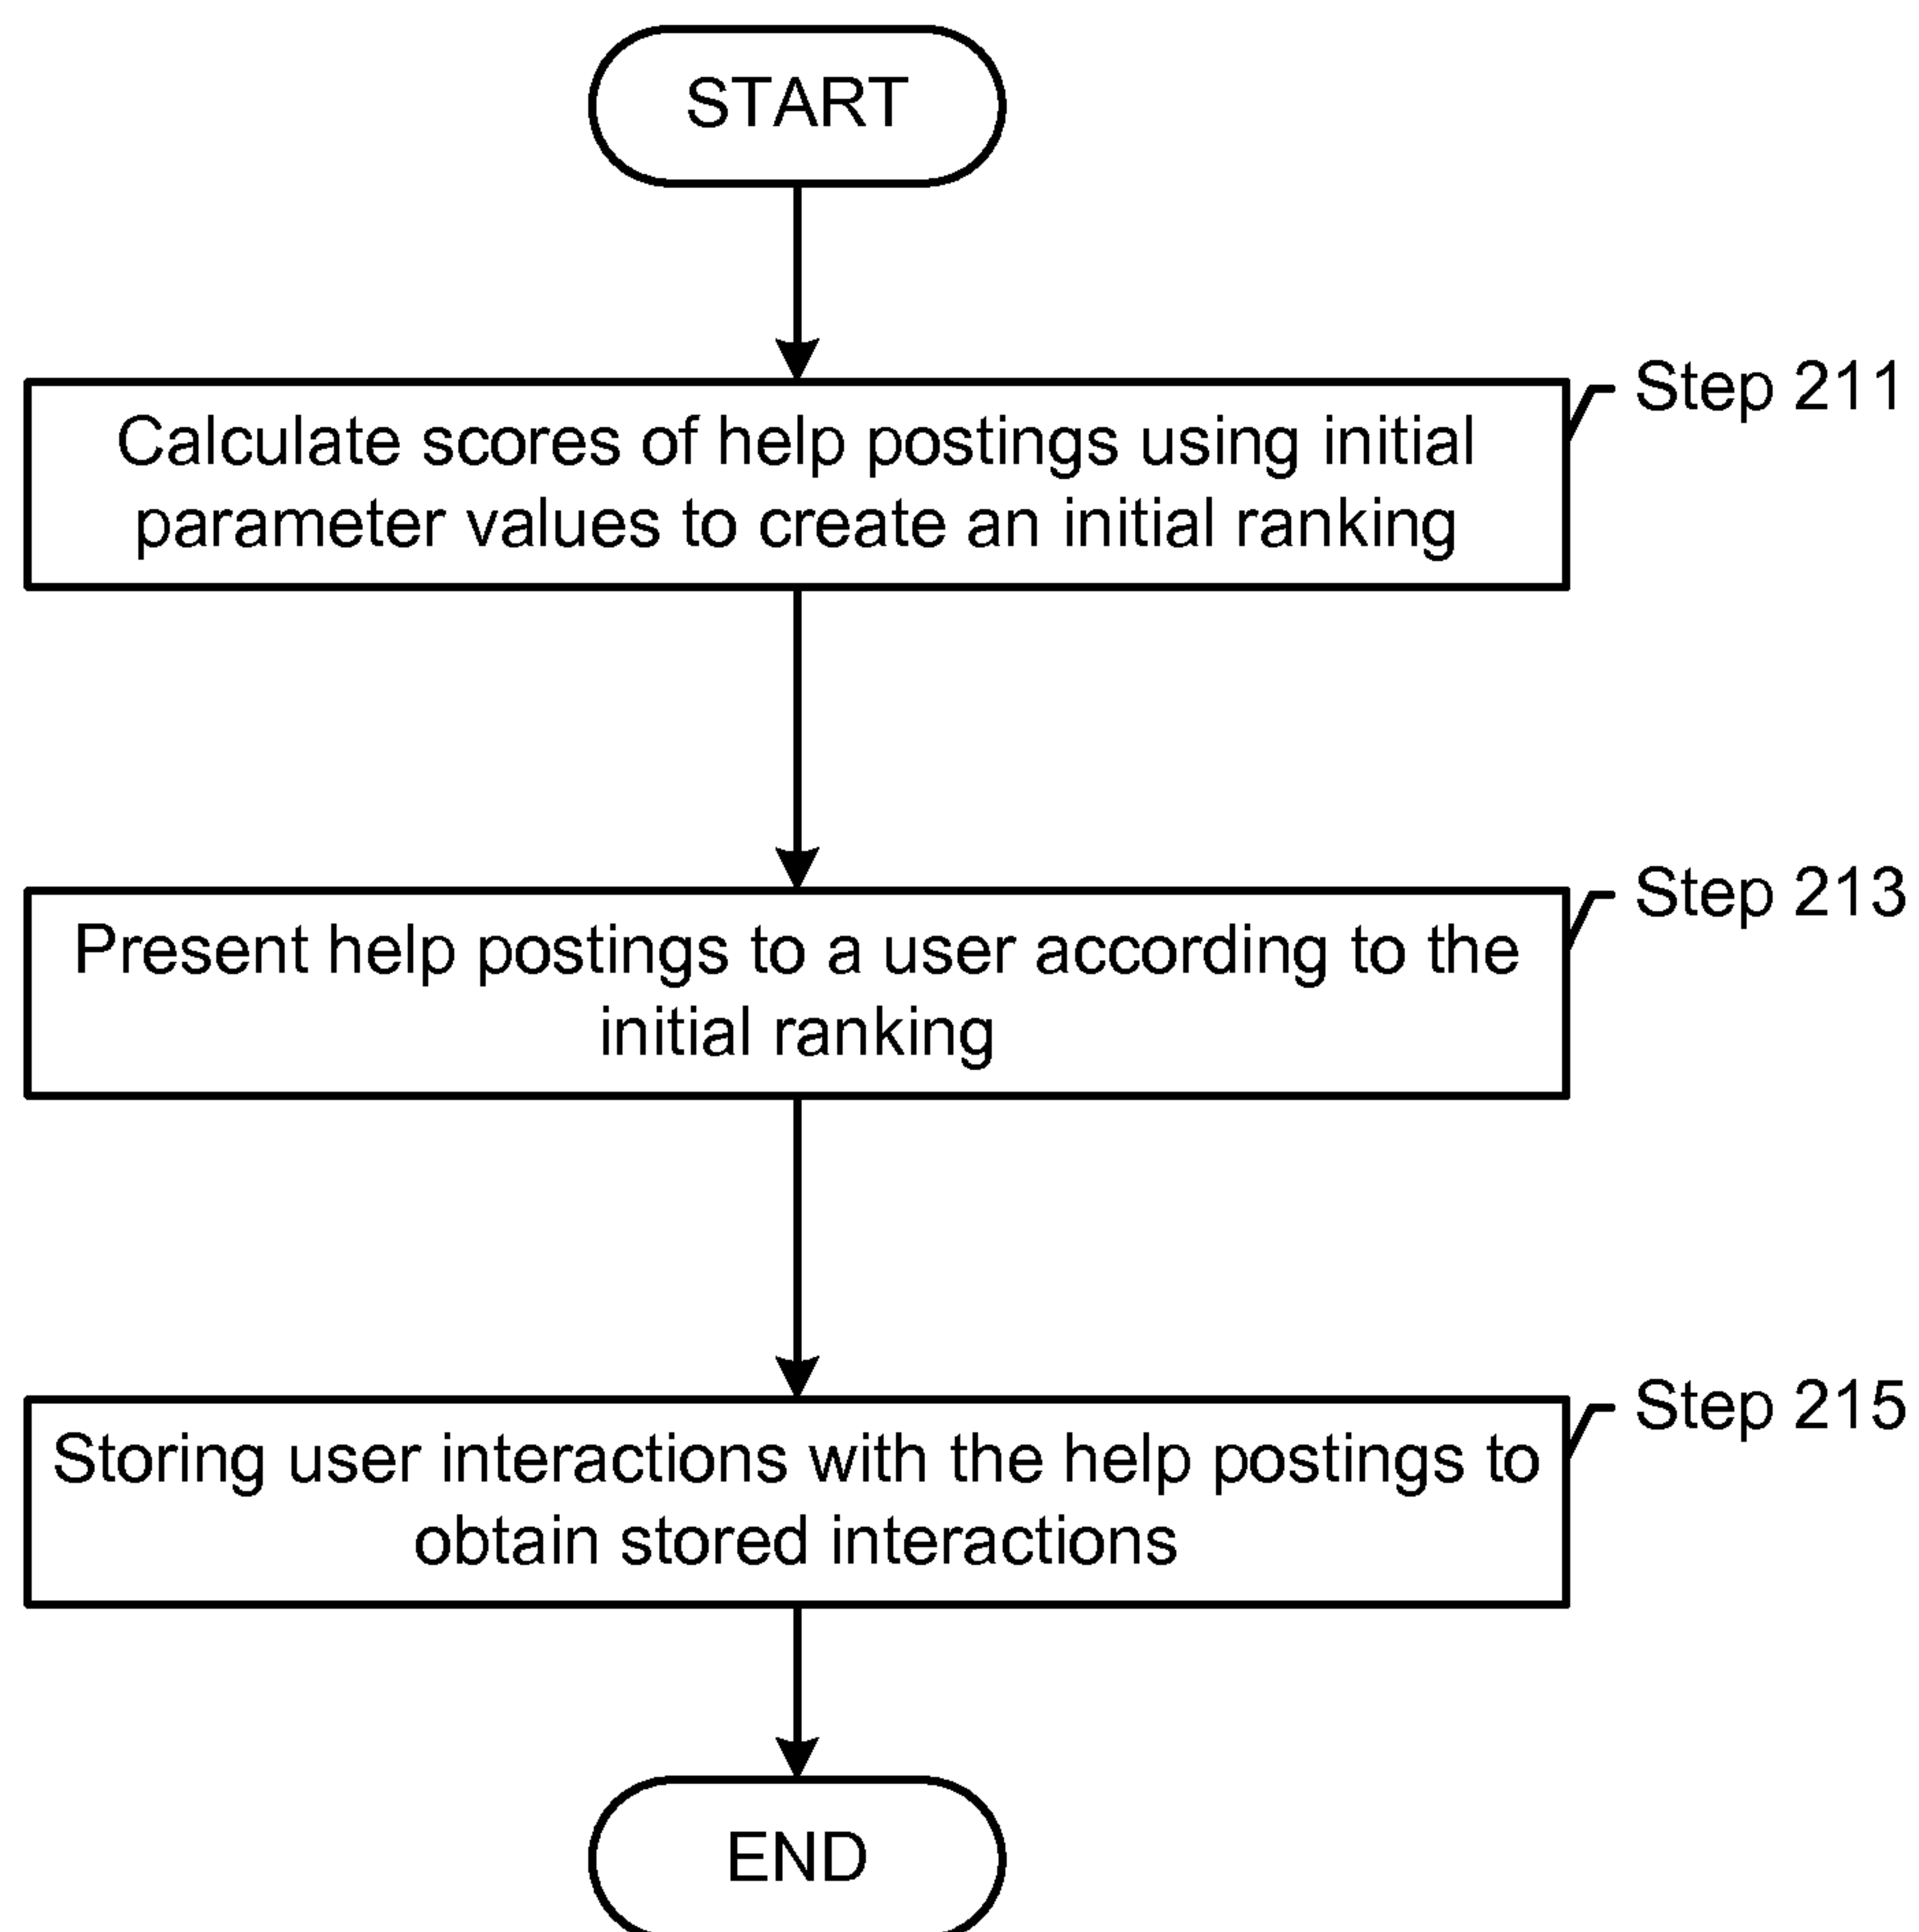 START
Step 211
Calculate scores of help postings using initial
parameter values to create an initial ranking
Step 213
Present help postings to a user according to the
initial ranking
Step 215
Storing user interactions with the help postings to
obtain stored interactions
END